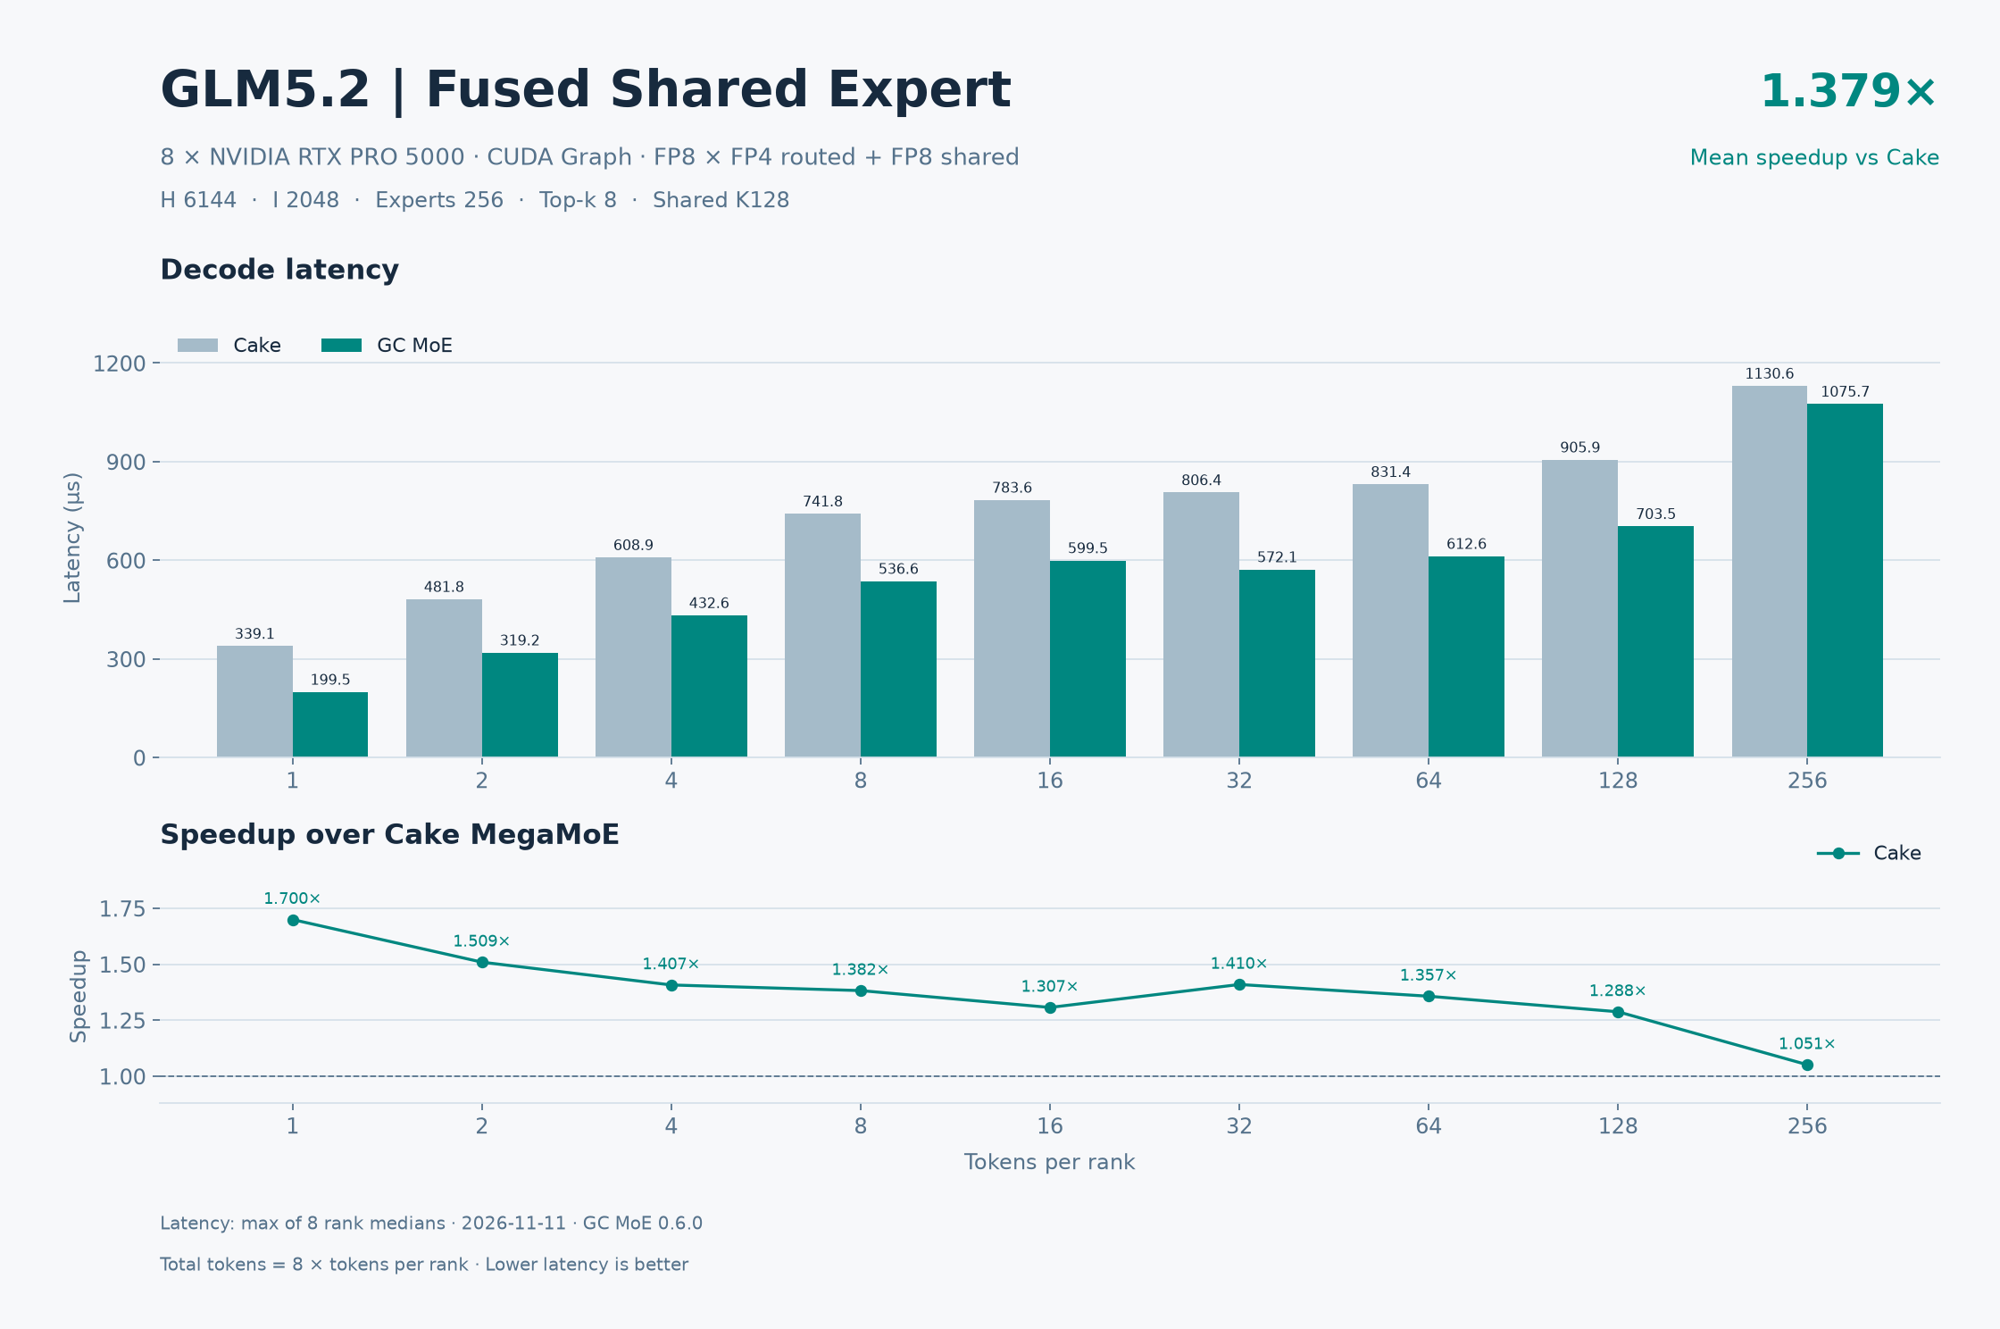 GLM5.2 | Fused Shared Expert
1.379×
8 × NVIDIA RTX PRO 5000 · CUDA Graph · FP8 × FP4 routed + FP8 shared
Mean speedup vs Cake
H 6144 · I 2048 · Experts 256 · Top-k 8 · Shared K128
Decode latency
Cake
GC MoE
Latency (µs)
1200
900
600
300
0
339.1
199.5
481.8
319.2
608.9
432.6
741.8
536.6
783.6
599.5
806.4
572.1
831.4
612.6
905.9
703.5
1130.6
1075.7
1 2 4 8 16 32 64 128 256
Speedup over Cake MegaMoE
Cake
Speedup
1.75
1.50
1.25
1.00
1.700×
1.509×
1.407×
1.382×
1.307×
1.410×
1.357×
1.288×
1.051×
1 2 4 8 16 32 64 128 256
Tokens per rank
Latency: max of 8 rank medians · 2026-11-11 · GC MoE 0.6.0
Total tokens = 8 × tokens per rank · Lower latency is better